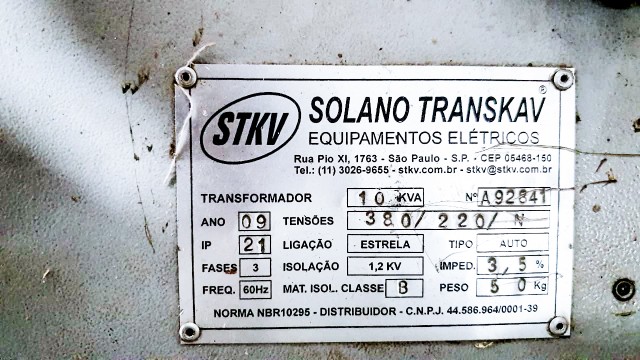 STKV
SOLANO TRANSKAV®
EQUIPAMENTOS ELÉTRICOS
Rua Pio XI, 1763 - São Paulo - S.P. - CEP 05468-150
Tel.: (11) 3026-9655 - stkv.com.br - stkv@stkv.com.br
TRANSFORMADOR 10 KVA Nº A92841
ANO 09 TENSÕES 380/220/N
IP 21 LIGAÇÃO ESTRELA TIPO AUTO
FASES 3 ISOLAÇÃO 1,2 KV IMPED. 3,5 %
FREQ. 60Hz MAT. ISOL. CLASSE B PESO 50 Kg
NORMA NBR10295 - DISTRIBUIDOR - C.N.P.J. 44.586.964/0001-39